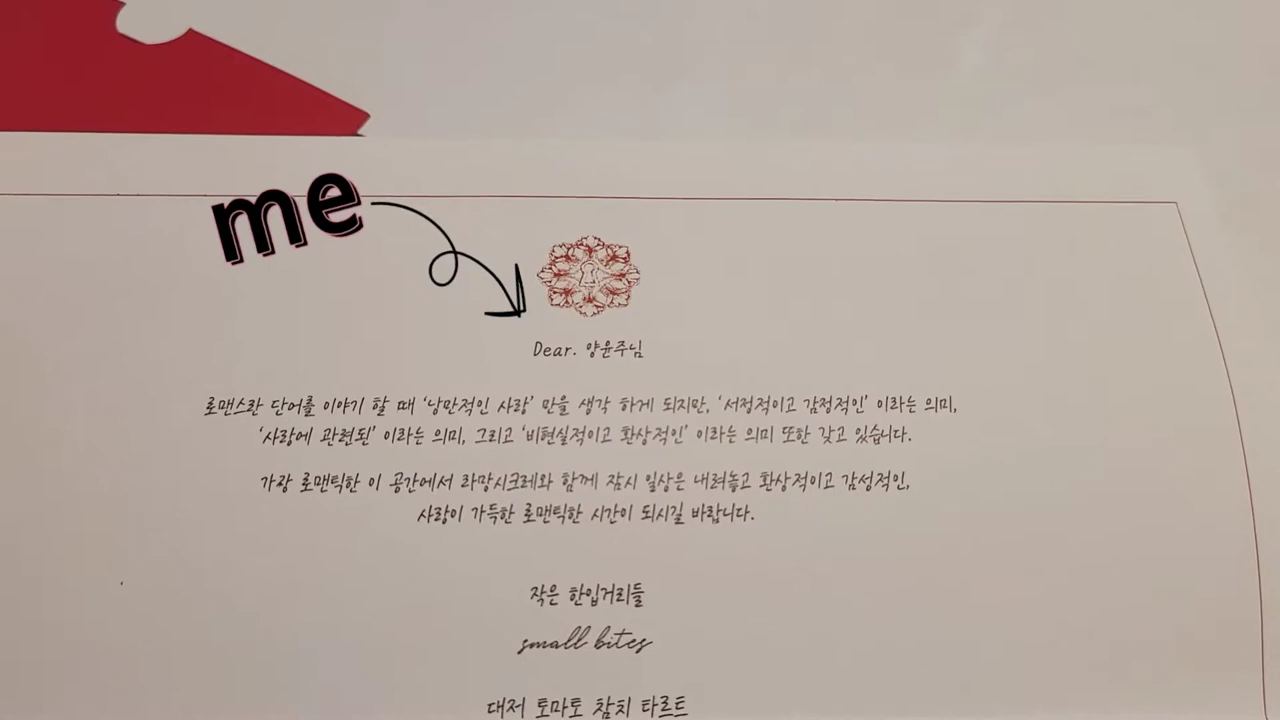 me
Dear. 양윤주님
로맨스란 단어를 이야기 할 때 ‘낭만적인 사랑’ 만을 생각 하게 되지만, ‘서정적이고 감정적인’ 이라는 의미,
‘사랑에 관련된’ 이라는 의미, 그리고 ‘비현실적이고 환상적인’ 이라는 의미 또한 갖고 있습니다.
가장 로맨틱한 이 공간에서 라망시크레와 함께 잠시 일상은 내려놓고 환상적이고 감성적인,
사랑이 가득한 로맨틱한 시간이 되시길 바랍니다.
작은 한입거리들
small bites
대저 토마토 참치 타르트